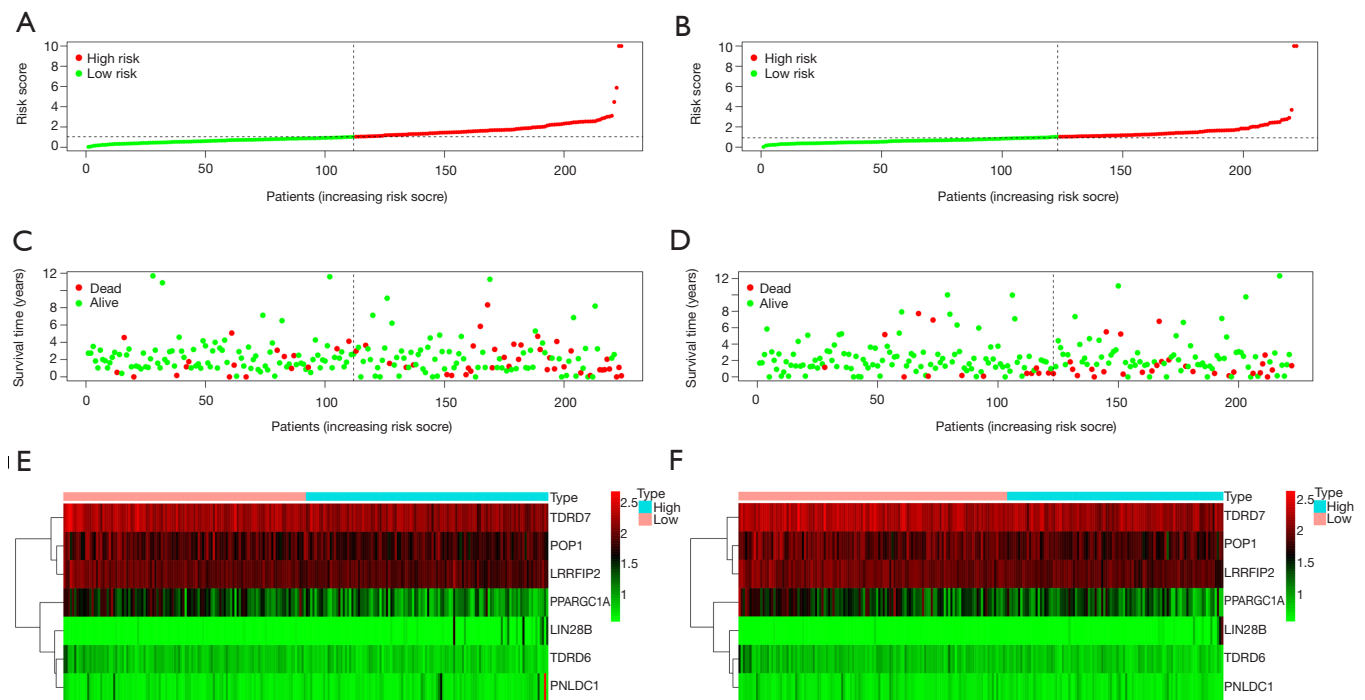 A
Risk score
10
8
6
4
2
0
High risk
Low risk
0 50 100 150 200
Patients (increasing risk socre)
B
Risk score
10
8
6
4
2
0
High risk
Low risk
0 50 100 150 200
Patients (increasing risk socre)
C
Survival time (years)
12
8
6
4
2
0
Dead
Alive
0 50 100 150 200
Patients (increasing risk socre)
D
Survival time (years)
12
8
6
4
2
0
Dead
Alive
0 50 100 150 200
Patients (increasing risk socre)
E
Type
TDRD7
POP1
LRRFIP2
PPARGC1A
LIN28B
TDRD6
PNLDC1
2.5
2
1.5
1
Type
High
Low
F
Type
TDRD7
POP1
LRRFIP2
PPARGC1A
LIN28B
TDRD6
PNLDC1
2.5
2
1.5
1
Type
High
Low